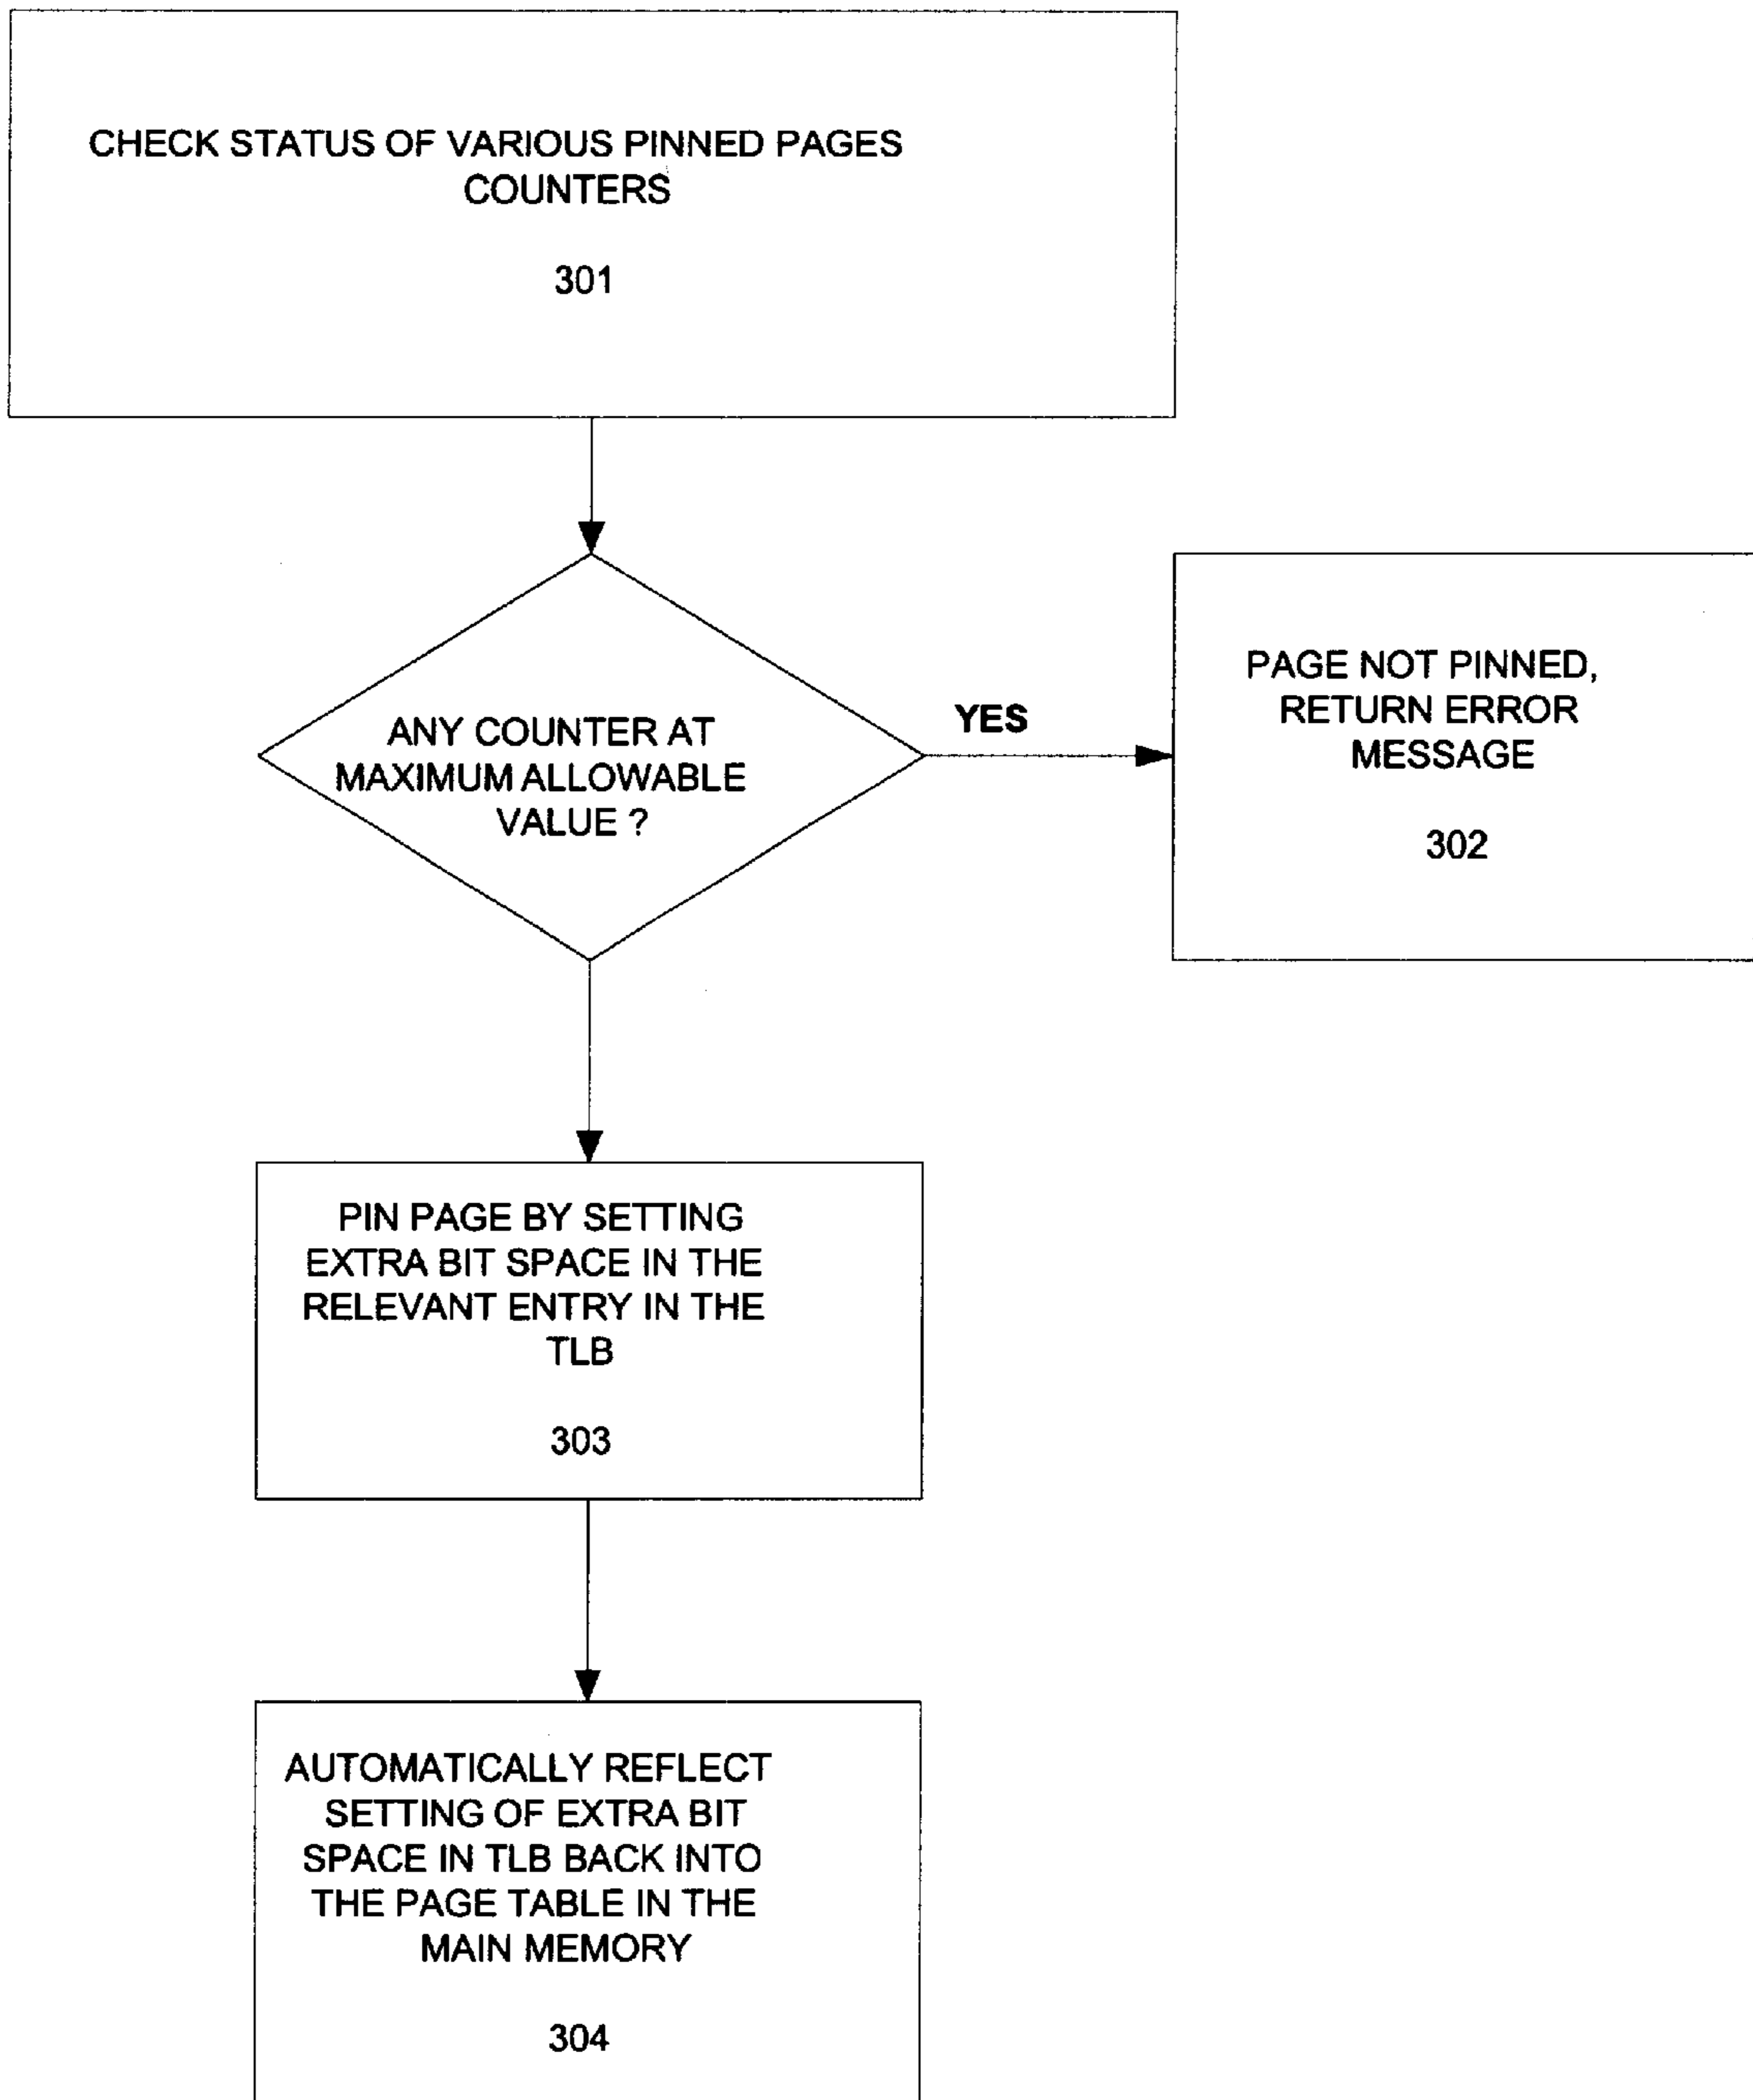 CHECK STATUS OF VARIOUS PINNED PAGES
COUNTERS
301
ANY COUNTER AT
MAXIMUM ALLOWABLE
VALUE ?
YES
PAGE NOT PINNED,
RETURN ERROR
MESSAGE
302
PIN PAGE BY SETTING
EXTRA BIT SPACE IN THE
RELEVANT ENTRY IN THE
TLB
303
AUTOMATICALLY REFLECT
SETTING OF EXTRA BIT
SPACE IN TLB BACK INTO
THE PAGE TABLE IN THE
MAIN MEMORY
304